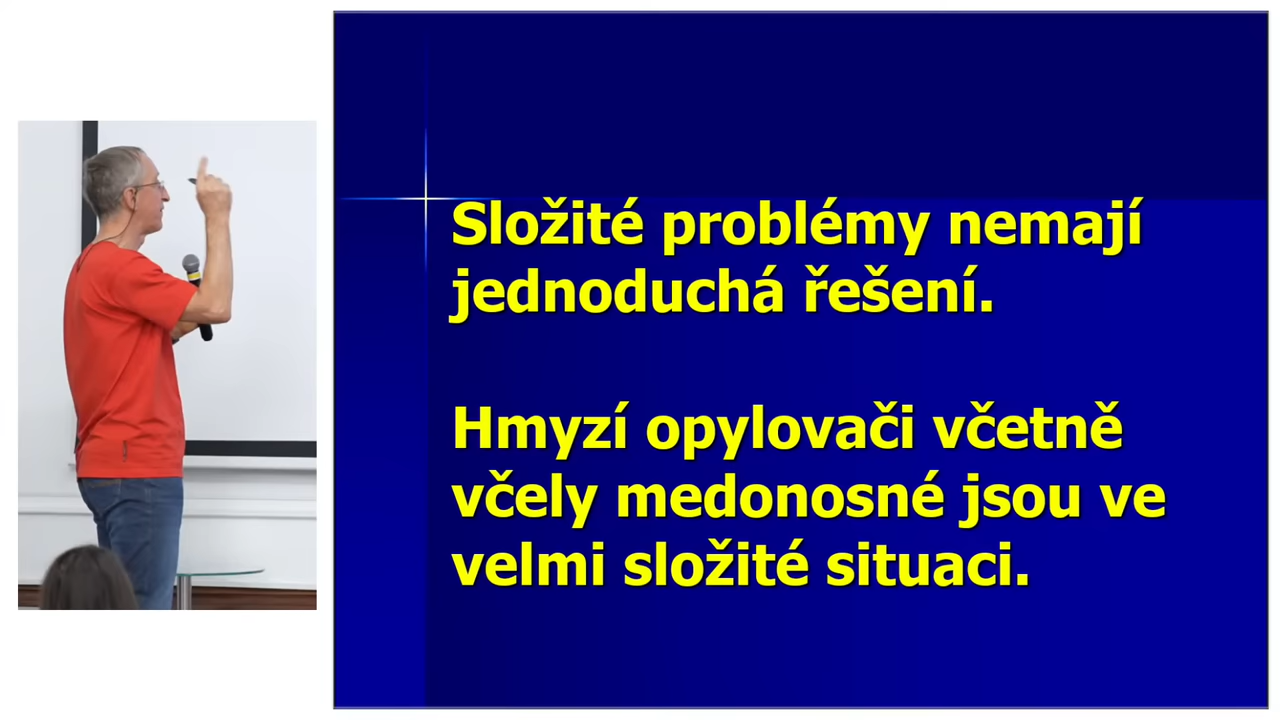 Složité problémy nemají
jednoduchá řešení.
Hmyzí opylovači včetně
včely medonosné jsou ve
velmi složité situaci.